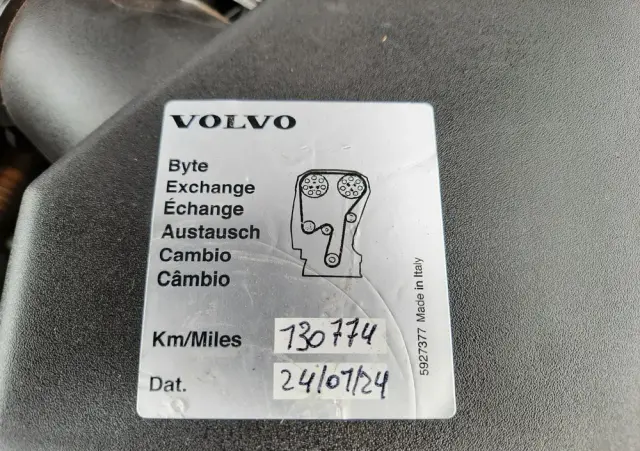 VOLVO
Byte
Exchange
Échange
Austausch
Cambio
Câmbio
Km/Miles 130774
Dat. 24/07/24
5927377 Made in Italy